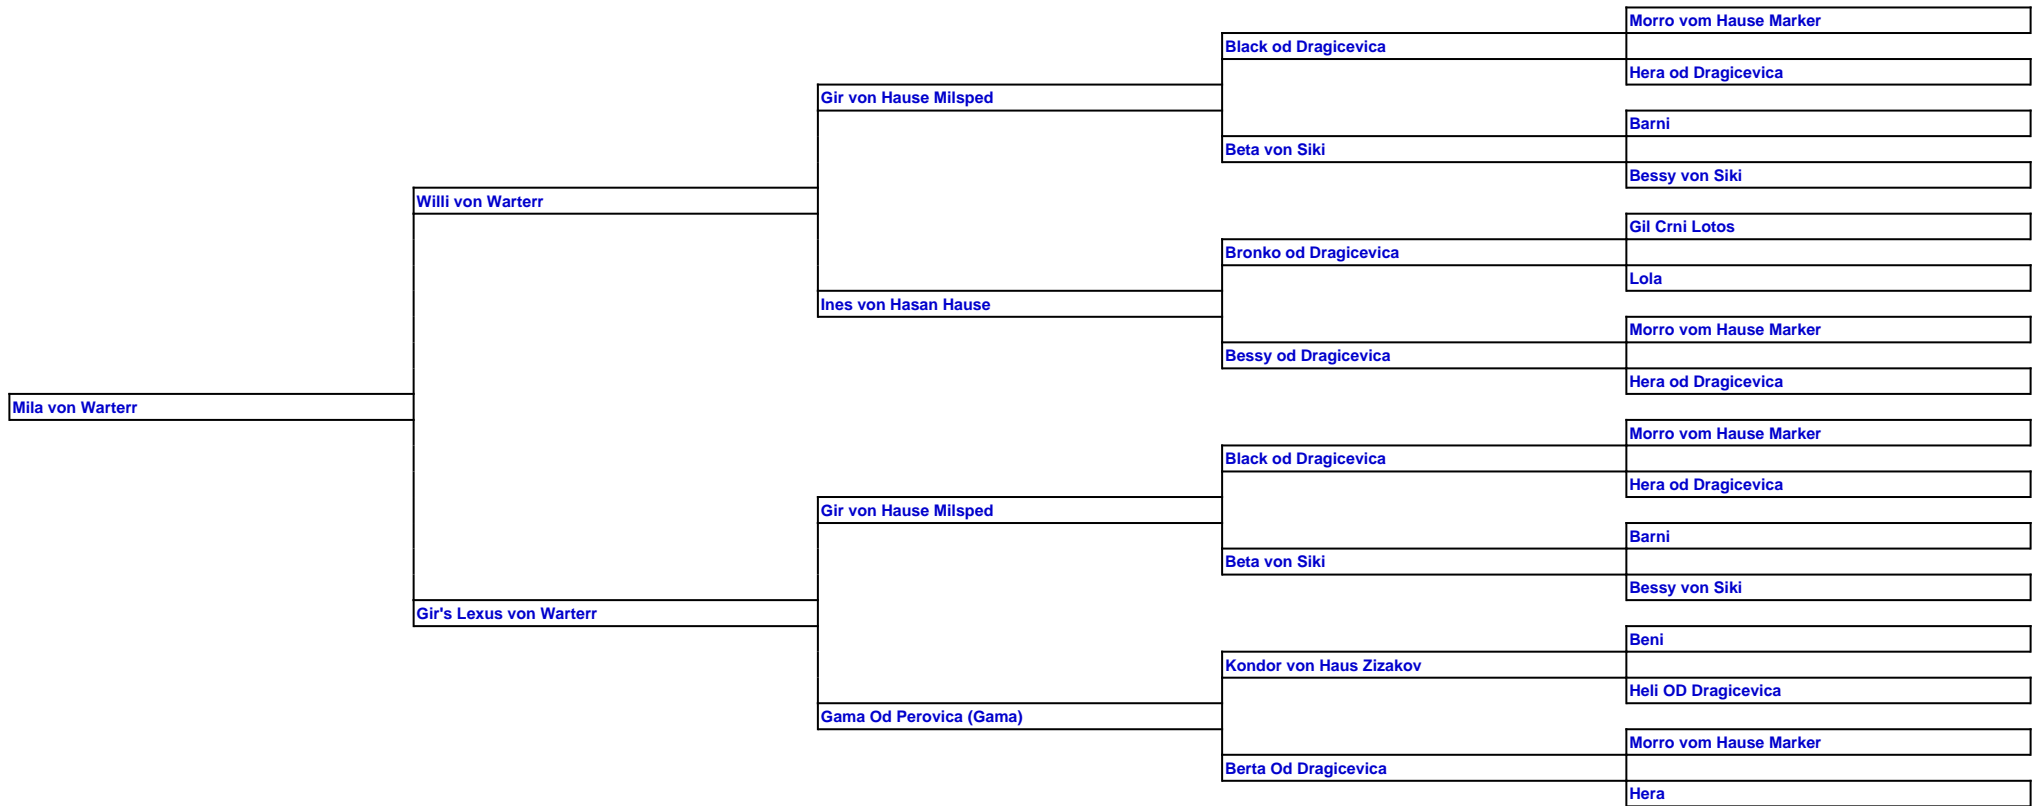 Morro vom Hause Marker
Black od Dragicevica
Hera od Dragicevica
Gir von Hause Milsped
Barni
Beta von Siki
Bessy von Siki
Willi von Warterr
Gil Crni Lotos
Bronko od Dragicevica
Lola
Ines von Hasan Hause
Morro vom Hause Marker
Bessy od Dragicevica
Hera od Dragicevica
Mila von Warterr
Morro vom Hause Marker
Black od Dragicevica
Hera od Dragicevica
Gir von Hause Milsped
Barni
Beta von Siki
Bessy von Siki
Gir's Lexus von Warterr
Beni
Kondor von Haus Zizakov
Heli OD Dragicevica
Gama Od Perovica (Gama)
Morro vom Hause Marker
Berta Od Dragicevica
Hera